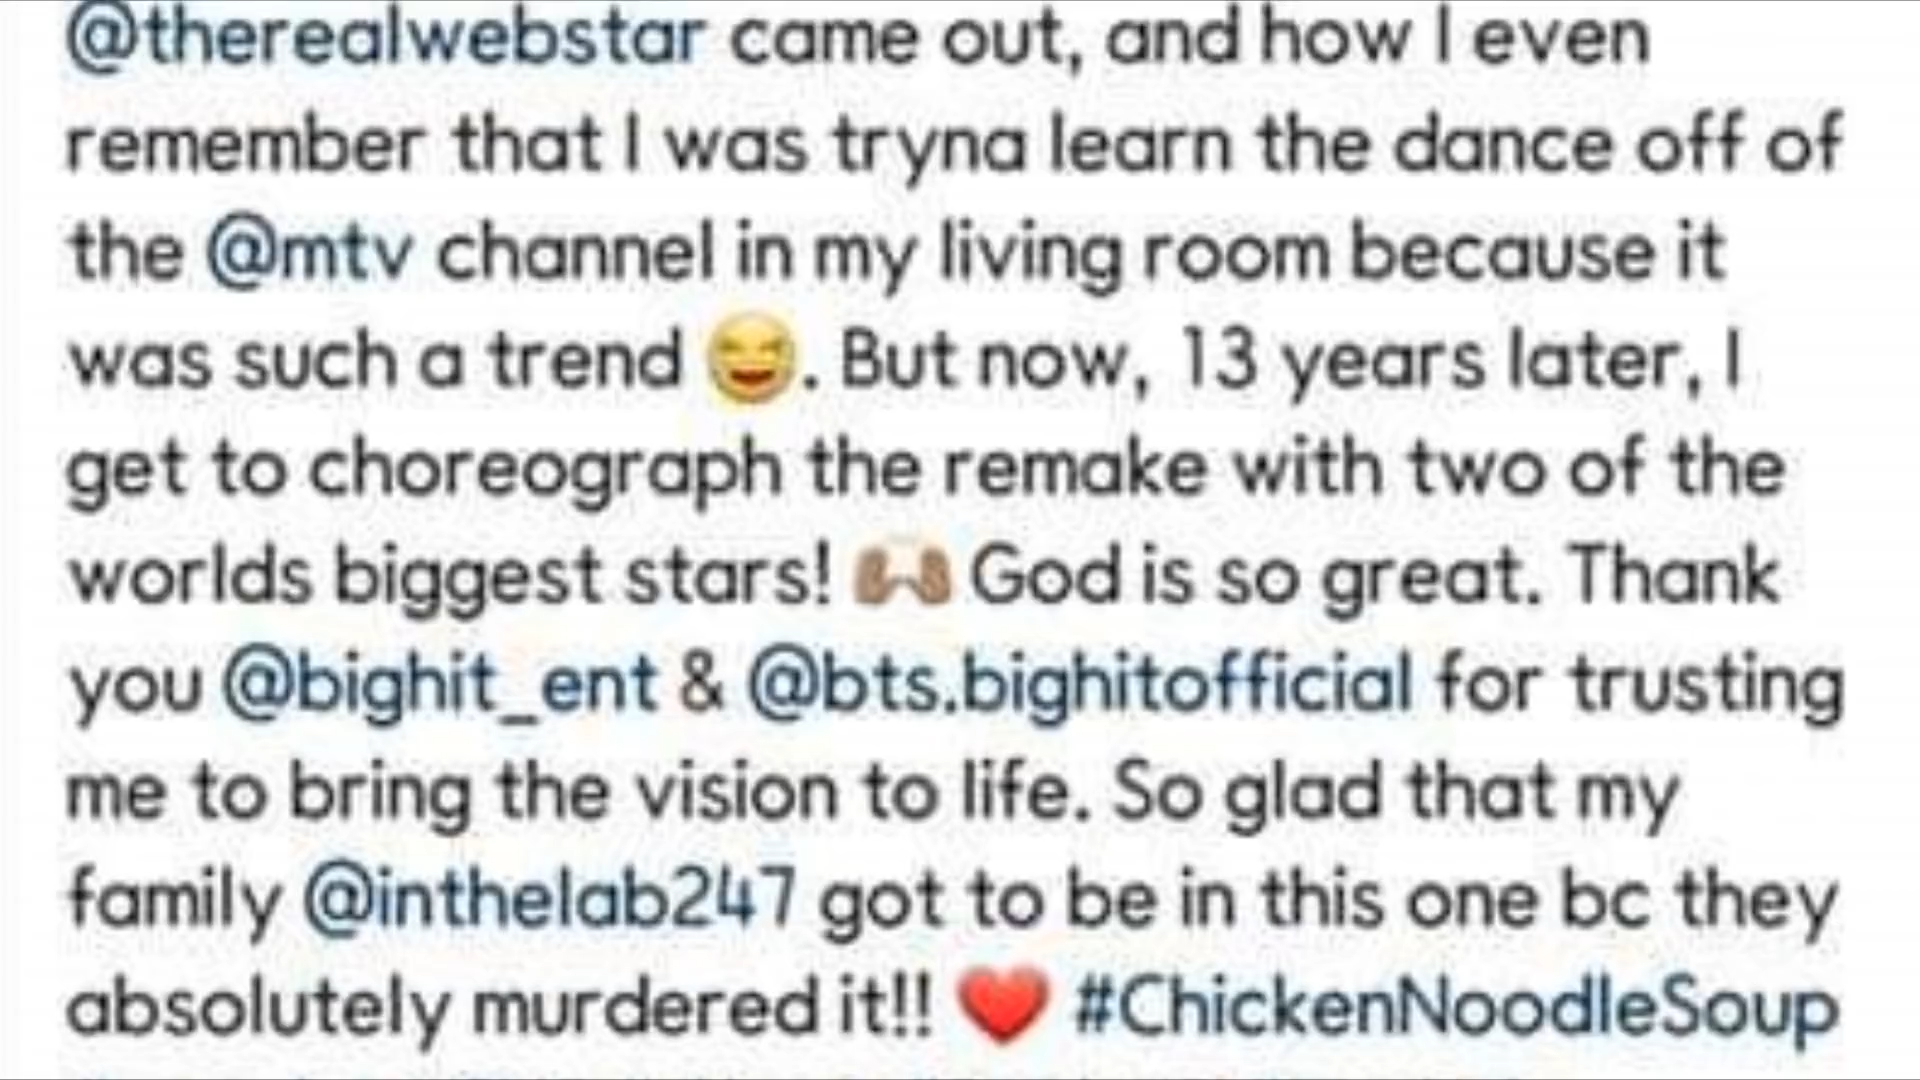 @therealwebstar came out, and how I even
remember that I was tryna learn the dance off of
the @mtv channel in my living room because it
was such a trend 😆. But now, 13 years later, I
get to choreograph the remake with two of the
worlds biggest stars! 🙌🏽 God is so great. Thank
you @bighit_ent & @bts.bighitofficial for trusting
me to bring the vision to life. So glad that my
family @inthelab247 got to be in this one bc they
absolutely murdered it!! ❤️ #ChickenNoodleSoup